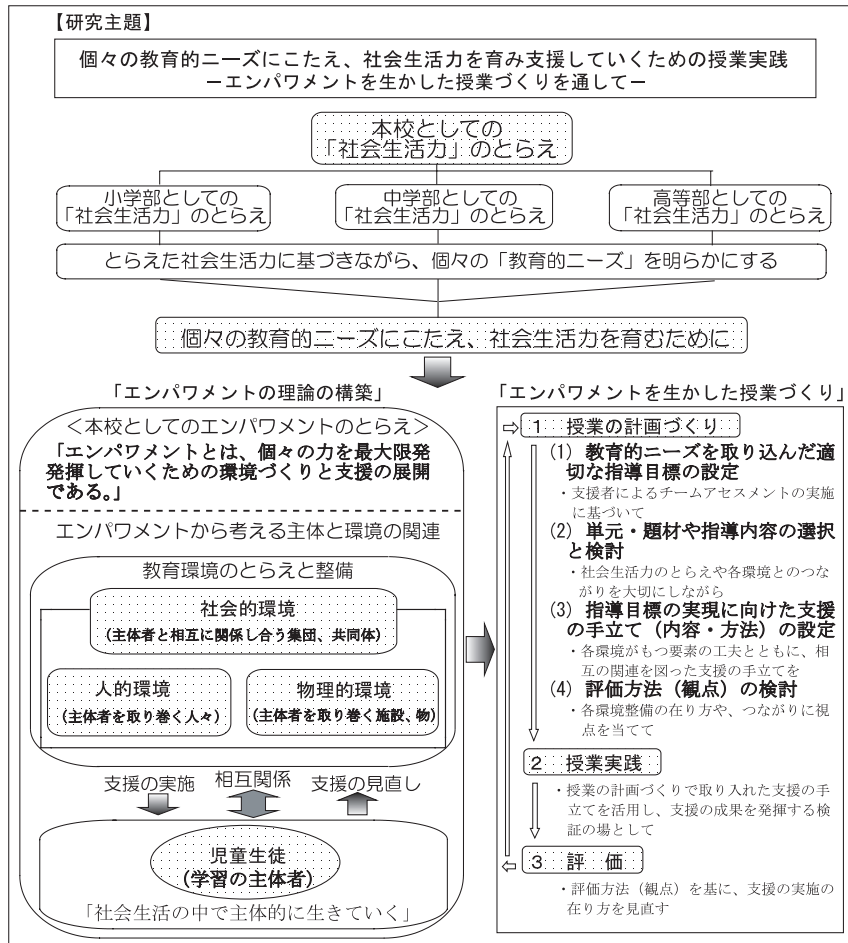 【研究主題】
個々の教育的ニーズにこたえ、社会生活力を育み支援していくための授業実践
－エンパワメントを生かした授業づくりを通して－
本校としての
「社会生活力」のとらえ
小学部としての
「社会生活力」のとらえ
中学部としての
「社会生活力」のとらえ
高等部としての
「社会生活力」のとらえ
とらえた社会生活力に基づきながら、個々の「教育的ニーズ」を明らかにする
個々の教育的ニーズにこたえ、社会生活力を育むために
「エンパワメントの理論の構築」
＜本校としてのエンパワメントのとらえ＞
「エンパワメントとは、個々の力を最大限発
発揮していくための環境づくりと支援の展開
である。」
エンパワメントから考える主体と環境の関連
教育環境のとらえと整備
社会的環境
（主体者と相互に関係し合う集団、共同体）
人的環境
（主体者を取り巻く人々）
物理的環境
（主体者を取り巻く施設、物）
支援の実施
相互関係
支援の見直し
児童生徒
（学習の主体者）
「社会生活の中で主体的に生きていく」
「エンパワメントを生かした授業づくり」
１ 授業の計画づくり
（1）教育的ニーズを取り込んだ適
切な指導目標の設定
・支援者によるチームアセスメントの実施
に基づいて
（2）単元・題材や指導内容の選択
と検討
・社会生活力のとらえや各環境とのつな
がりを大切にしながら
（3）指導目標の実現に向けた支援
の手立て（内容・方法）の設定
・各環境がもつ要素の工夫とともに、相
互の関連を図った支援の手立てを
（4）評価方法（観点）の検討
・各環境整備の在り方や、つながりに視
点を当てて
２ 授業実践
・授業の計画づくりで取り入れた支援の手
立てを活用し、支援の成果を発揮する検
証の場として
３ 評 価
・評価方法（観点）を基に、支援の実施の
在り方を見直す